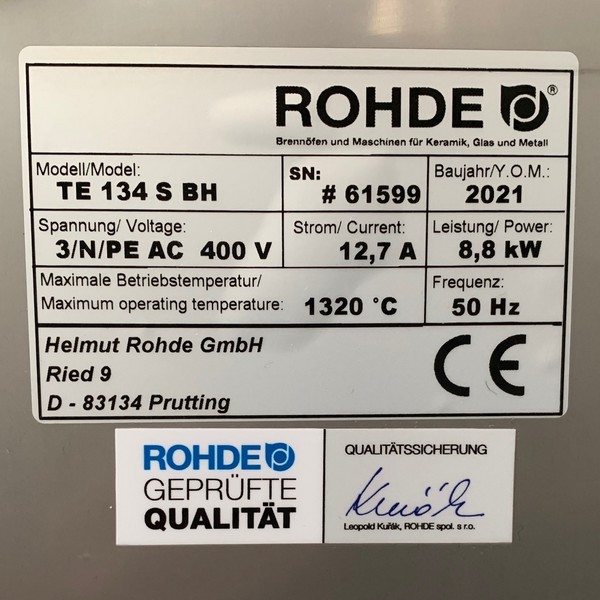 ROHDE ®
Brennöfen und Maschinen für Keramik, Glas und Metall
Modell/Model:
TE 134 S BH
SN:
# 61599
Baujahr/Y.O.M.:
2021
Spannung/ Voltage:
3/N/PE AC 400 V
Strom/ Current:
12,7 A
Leistung/ Power:
8,8 kW
Maximale Betriebstemperatur/
Maximum operating temperature: 1320 °C
Frequenz:
50 Hz
Helmut Rohde GmbH
Ried 9
D - 83134 Prutting
CE
ROHDE
GEPRÜFTE
QUALITÄT
QUALITÄTSSICHERUNG
Kuřák
Leopold Kuřák, ROHDE spol. s r.o.